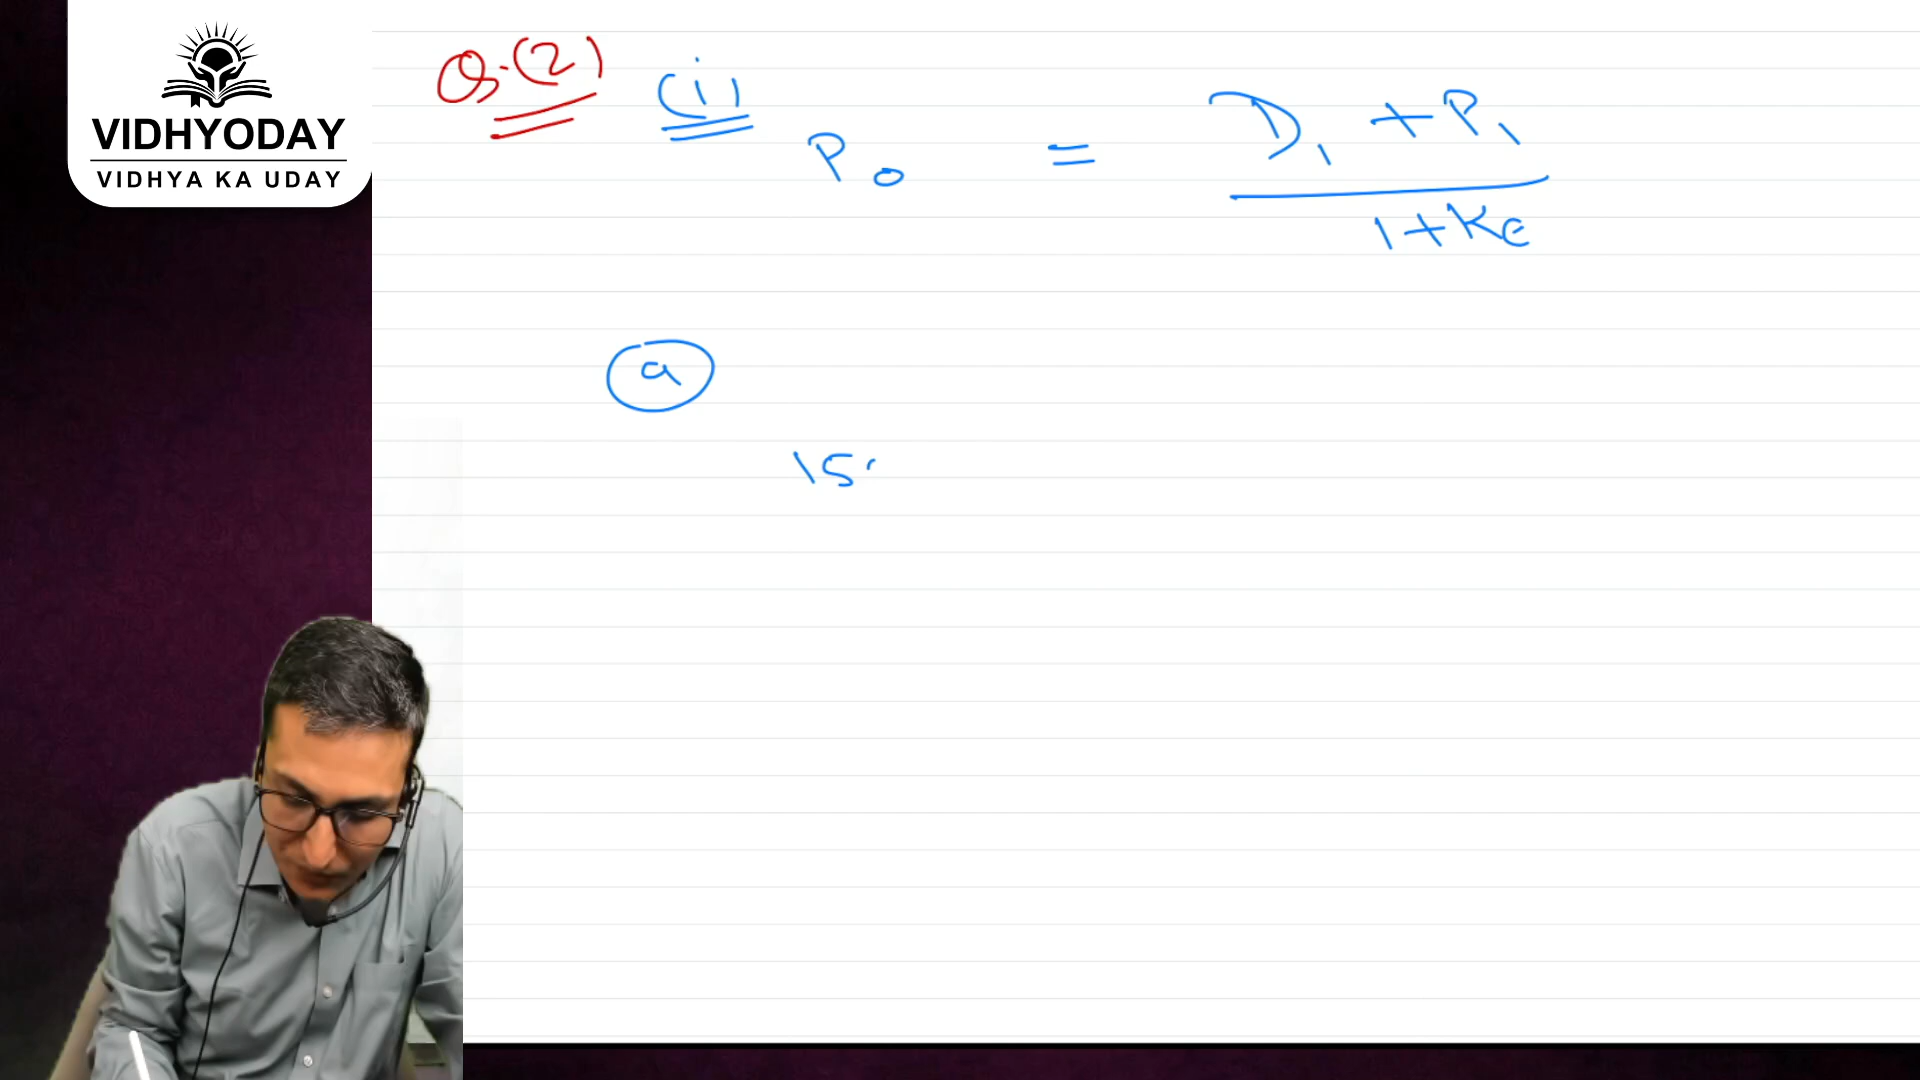 VIDHYODAY
VIDHYA KA UDAY
Q.(2) (i)
P0 = D1 + P1
1+Ke
a
15